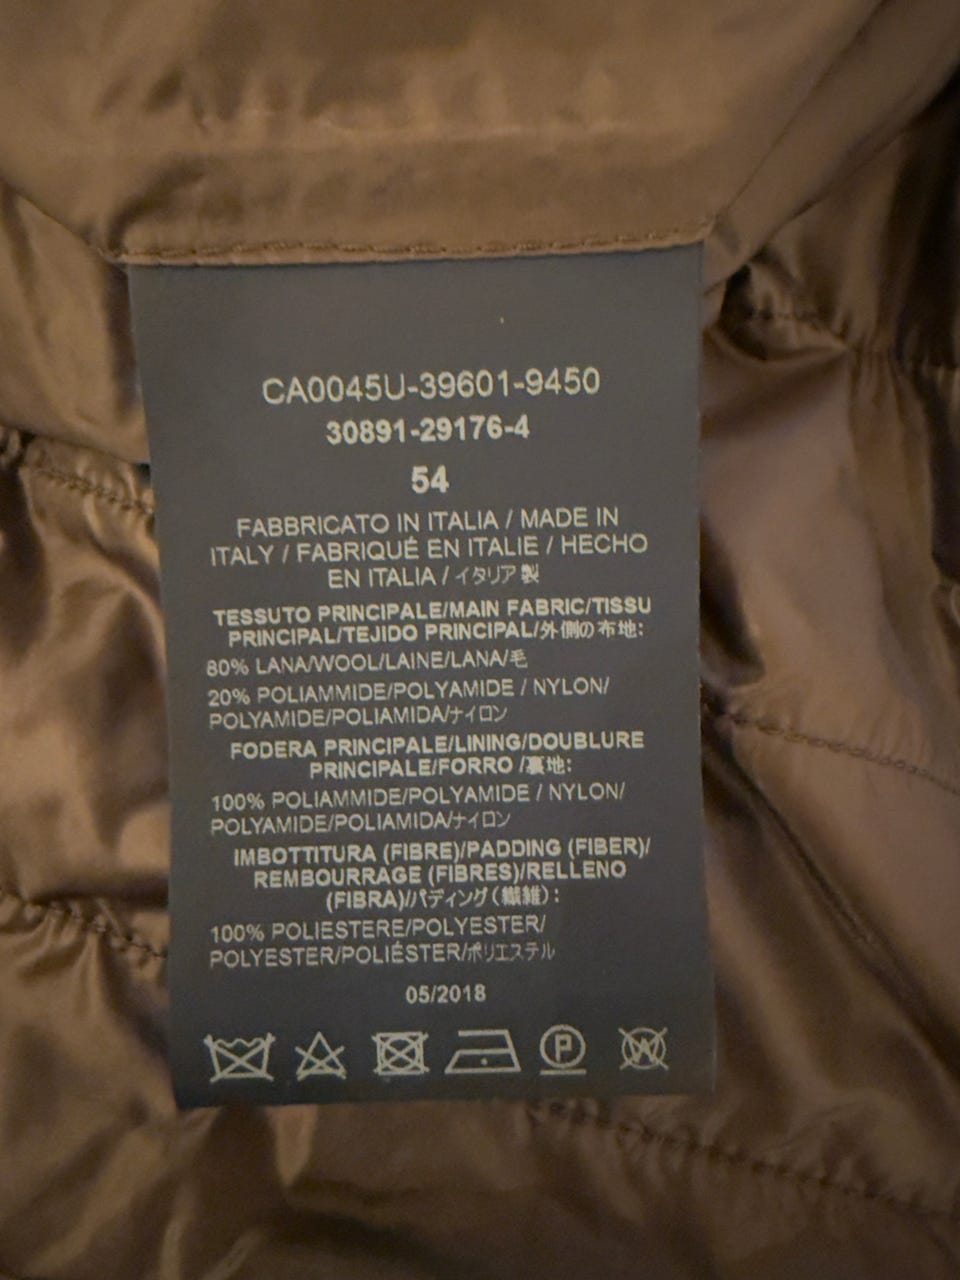 CA0045U-39601-9450
30891-29176-4
54
FABBRICATO IN ITALIA / MADE IN
ITALY / FABRIQUÉ EN ITALIE / HECHO
EN ITALIA / イタリア製
TESSUTO PRINCIPALE/MAIN FABRIC/TISSU
PRINCIPAL/TEJIDO PRINCIPAL/外側の布地:
80% LANA/WOOL/LAINE/LANA/毛
20% POLIAMMIDE/POLYAMIDE / NYLON/
POLYAMIDE/POLIAMIDA/ナイロン
FODERA PRINCIPALE/LINING/DOUBLURE
PRINCIPALE/FORRO /裏地:
100% POLIAMMIDE/POLYAMIDE / NYLON/
POLYAMIDE/POLIAMIDA/ナイロン
IMBOTTITURA (FIBRE)/PADDING (FIBER)/
REMBOURRAGE (FIBRES)/RELLENO
(FIBRA)/パディング(繊維):
100% POLIESTERE/POLYESTER/
POLYESTER/POLIÉSTER/ポリエステル
05/2018
P W